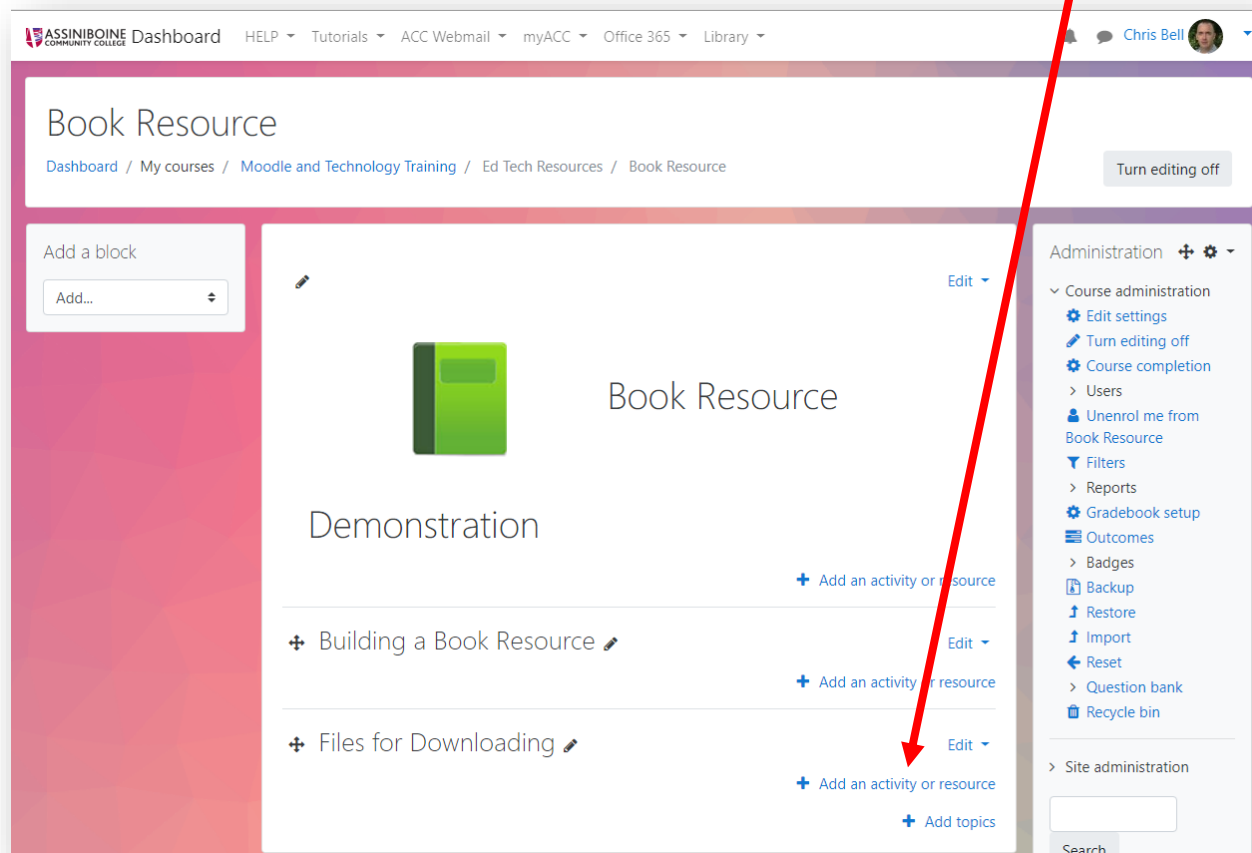 ASSINIBOINE COMMUNITY COLLEGE Dashboard HELP Tutorials ACC Webmail myACC Office 365 Library Chris Bell
Book Resource
Dashboard / My courses / Moodle and Technology Training / Ed Tech Resources / Book Resource
Turn editing off
Add a block
Add...
Edit
Book Resource
Demonstration
+ Add an activity or resource
Building a Book Resource
Edit
+ Add an activity or resource
Files for Downloading
Edit
+ Add an activity or resource
+ Add topics
Administration
Course administration
Edit settings
Turn editing off
Course completion
> Users
Unenrol me from
Book Resource
Filters
> Reports
Gradebook setup
Outcomes
> Badges
Backup
Restore
Import
Reset
> Question bank
Recycle bin
> Site administration
Search